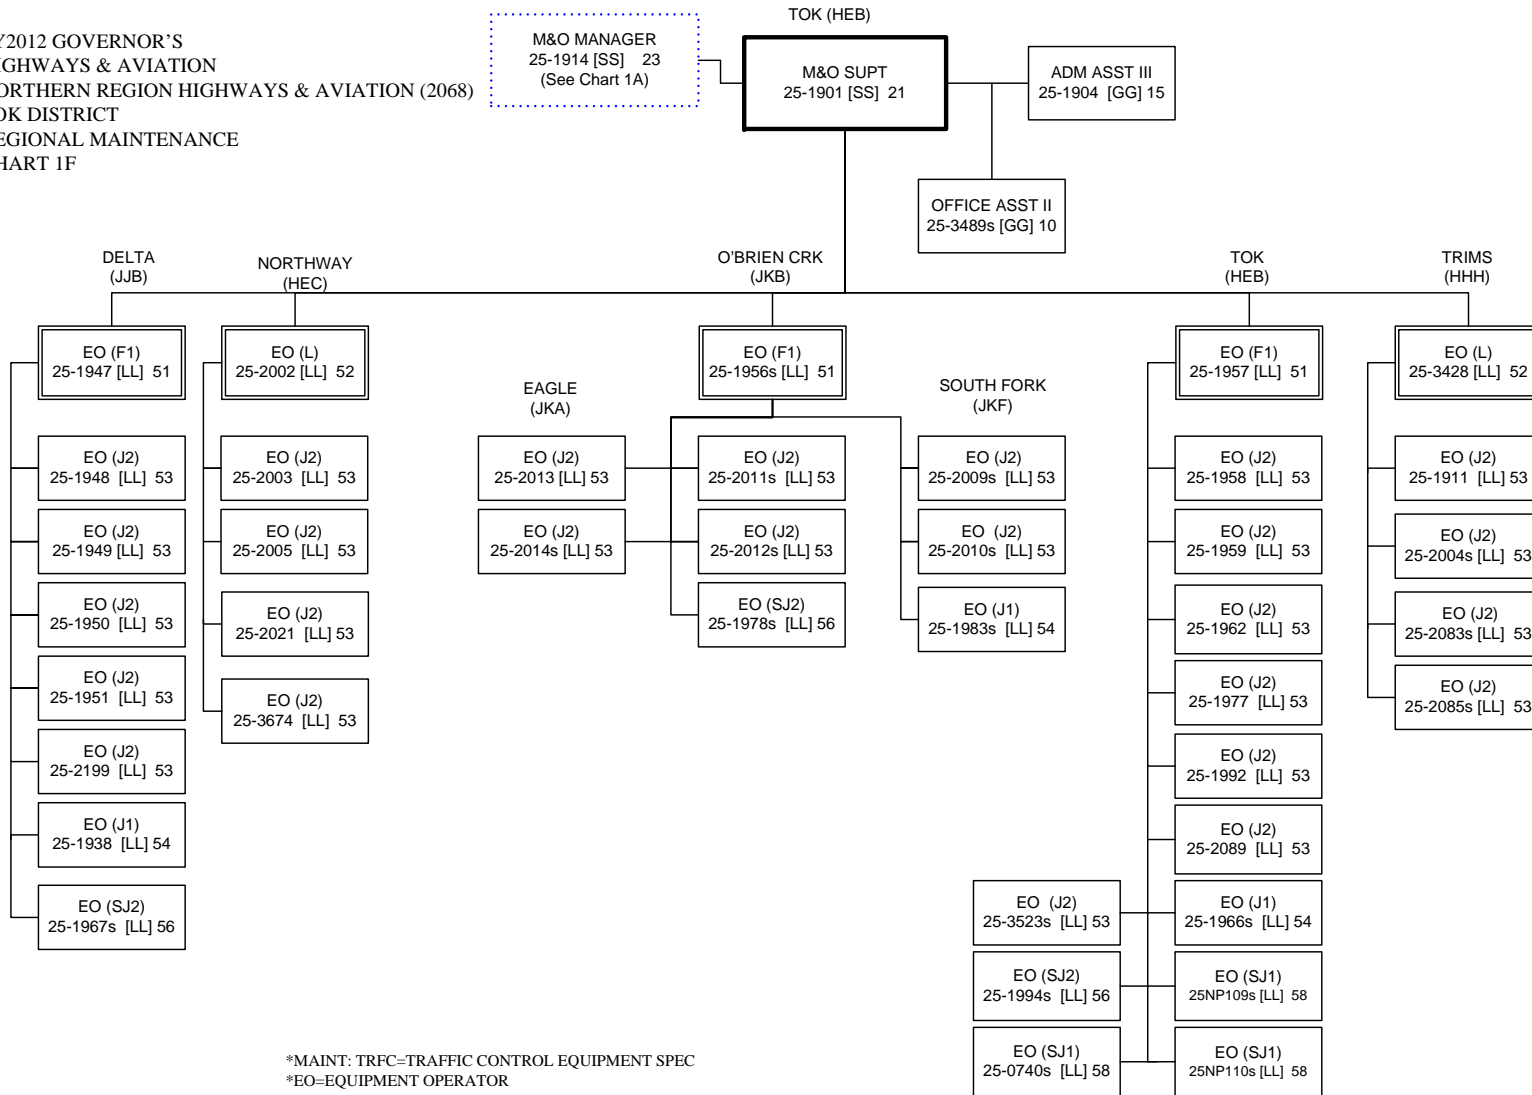 Y2012 GOVERNOR'S
IGHWAYS & AVIATION
ORTHERN REGION HIGHWAYS & AVIATION (2068)
OK DISTRICT
EGIONAL MAINTENANCE
HART 1F
TOK (HEB)
M&O MANAGER
25-1914 [SS] 23
(See Chart 1A)
M&O SUPT
25-1901 [SS] 21
ADM ASST III
25-1904 [GG] 15
OFFICE ASST II
25-3489s [GG] 10
DELTA
(JJB)
EO (F1)
25-1947 [LL] 51
EO (J2)
25-1948 [LL] 53
EO (J2)
25-1949 [LL] 53
EO (J2)
25-1950 [LL] 53
EO (J2)
25-1951 [LL] 53
EO (J2)
25-2199 [LL] 53
EO (J1)
25-1938 [LL] 54
EO (SJ2)
25-1967s [LL] 56
NORTHWAY
(HEC)
EO (L)
25-2002 [LL] 52
EO (J2)
25-2003 [LL] 53
EO (J2)
25-2005 [LL] 53
EO (J2)
25-2021 [LL] 53
EO (J2)
25-3674 [LL] 53
O'BRIEN CRK
(JKB)
EO (F1)
25-1956s [LL] 51
EAGLE
(JKA)
EO (J2)
25-2013 [LL] 53
EO (J2)
25-2014s [LL] 53
EO (J2)
25-2011s [LL] 53
EO (J2)
25-2012s [LL] 53
EO (SJ2)
25-1978s [LL] 56
SOUTH FORK
(JKF)
EO (J2)
25-2009s [LL] 53
EO (J2)
25-2010s [LL] 53
EO (J1)
25-1983s [LL] 54
TOK
(HEB)
EO (F1)
25-1957 [LL] 51
EO (J2)
25-1958 [LL] 53
EO (J2)
25-1959 [LL] 53
EO (J2)
25-1962 [LL] 53
EO (J2)
25-1977 [LL] 53
EO (J2)
25-1992 [LL] 53
EO (J2)
25-2089 [LL] 53
EO (J2)
25-3523s [LL] 53
EO (J1)
25-1966s [LL] 54
EO (SJ2)
25-1994s [LL] 56
EO (SJ1)
25NP109s [LL] 58
EO (SJ1)
25-0740s [LL] 58
EO (SJ1)
25NP110s [LL] 58
TRIMS
(HHH)
EO (L)
25-3428 [LL] 52
EO (J2)
25-1911 [LL] 53
EO (J2)
25-2004s [LL] 53
EO (J2)
25-2083s [LL] 53
EO (J2)
25-2085s [LL] 53
*MAINT: TRFC=TRAFFIC CONTROL EQUIPMENT SPEC
*EO=EQUIPMENT OPERATOR